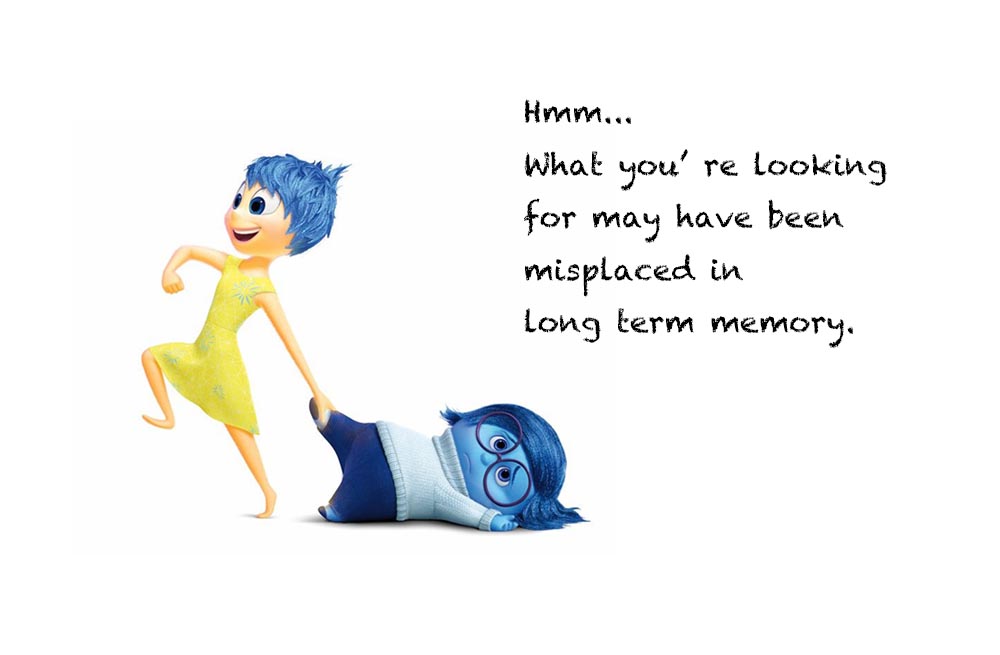 Hmm...
What you’ re looking
for may have been
misplaced in
long term memory.